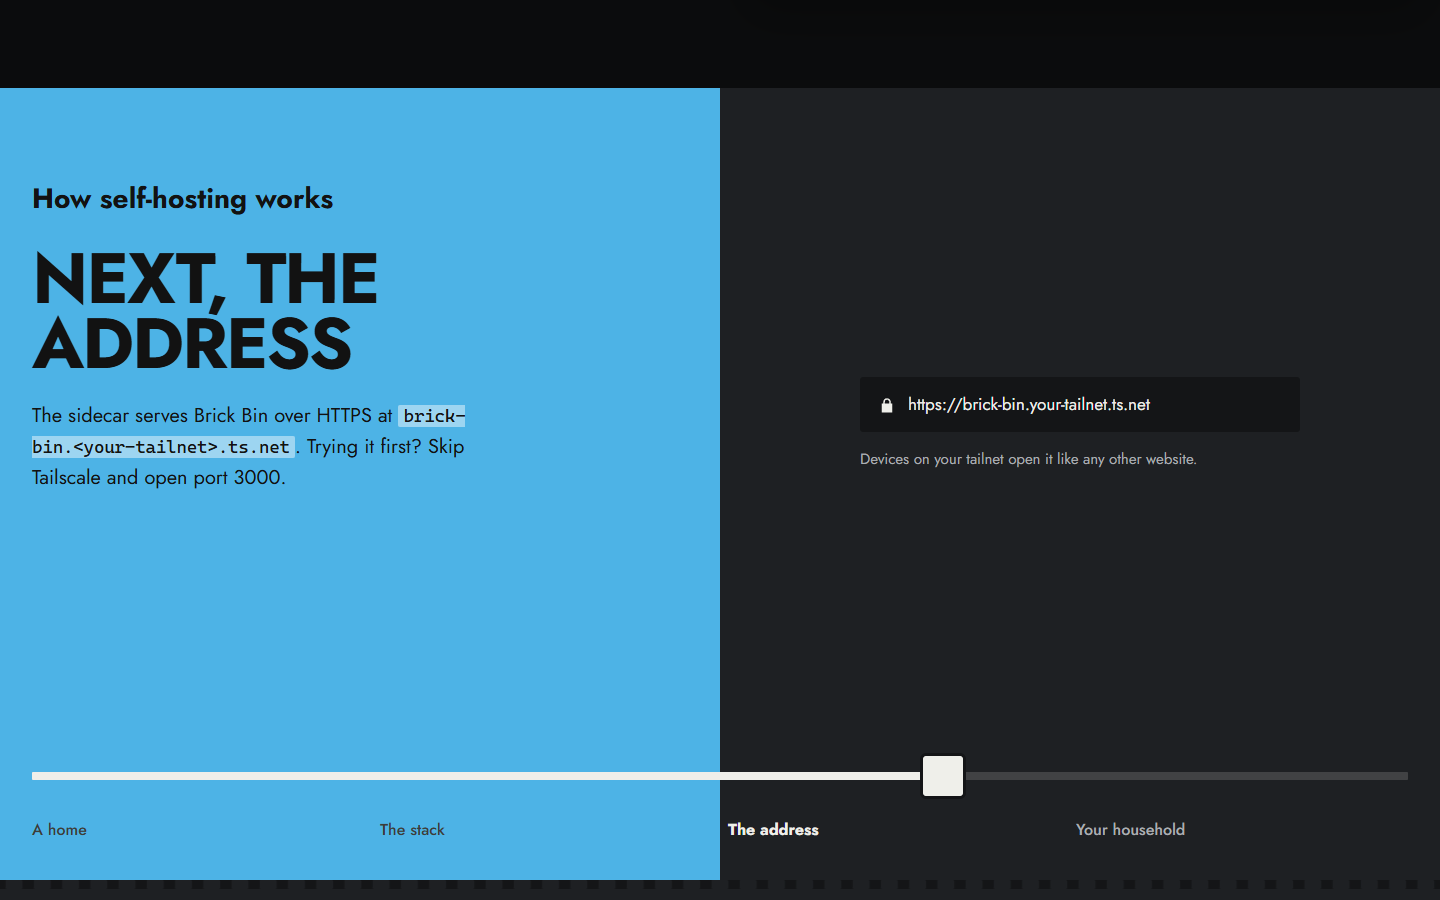 How self-hosting works
NEXT, THE
ADDRESS
The sidecar serves Brick Bin over HTTPS at brick-
bin.<your-tailnet>.ts.net. Trying it first? Skip
Tailscale and open port 3000.
https://brick-bin.your-tailnet.ts.net
Devices on your tailnet open it like any other website.
A home
The stack
The address
Your household